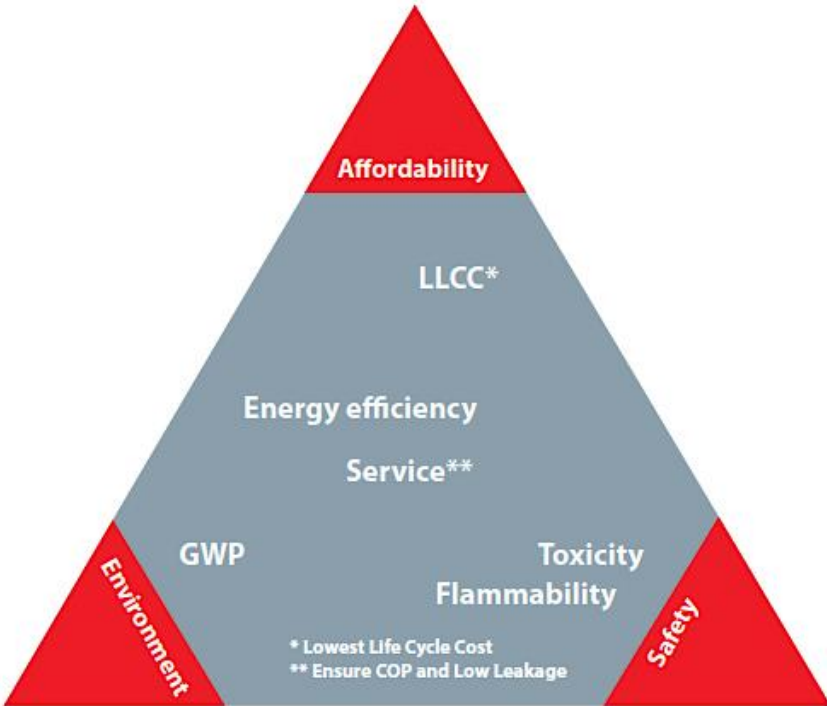 Affordability
LLCC*
Energy efficiency
Service**
GWP
Toxicity
Flammability
Environment
Safety
* Lowest Life Cycle Cost
** Ensure COP and Low Leakage